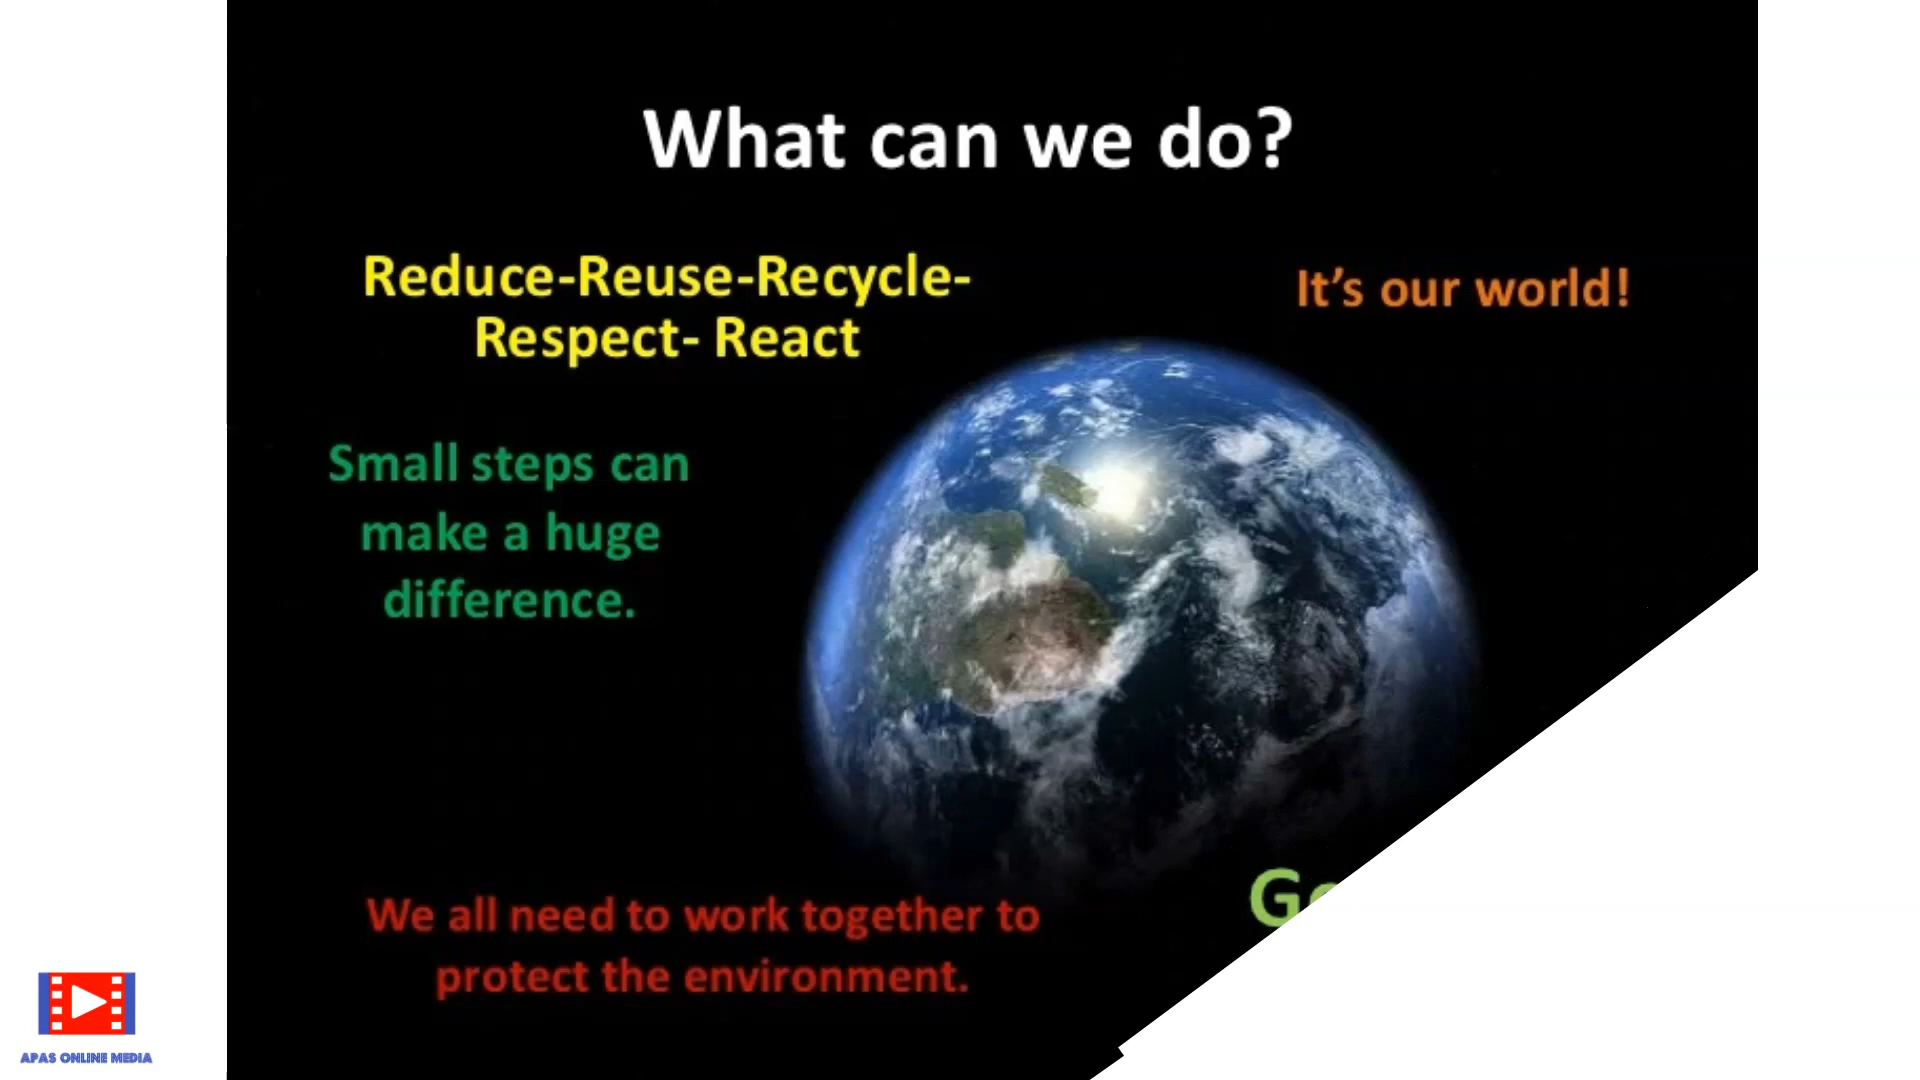 What can we do?
Reduce-Reuse-Recycle-
Respect- React
It's our world!
Small steps can
make a huge
difference.
We all need to work together to
protect the environment.
APAS ONLINE MEDIA